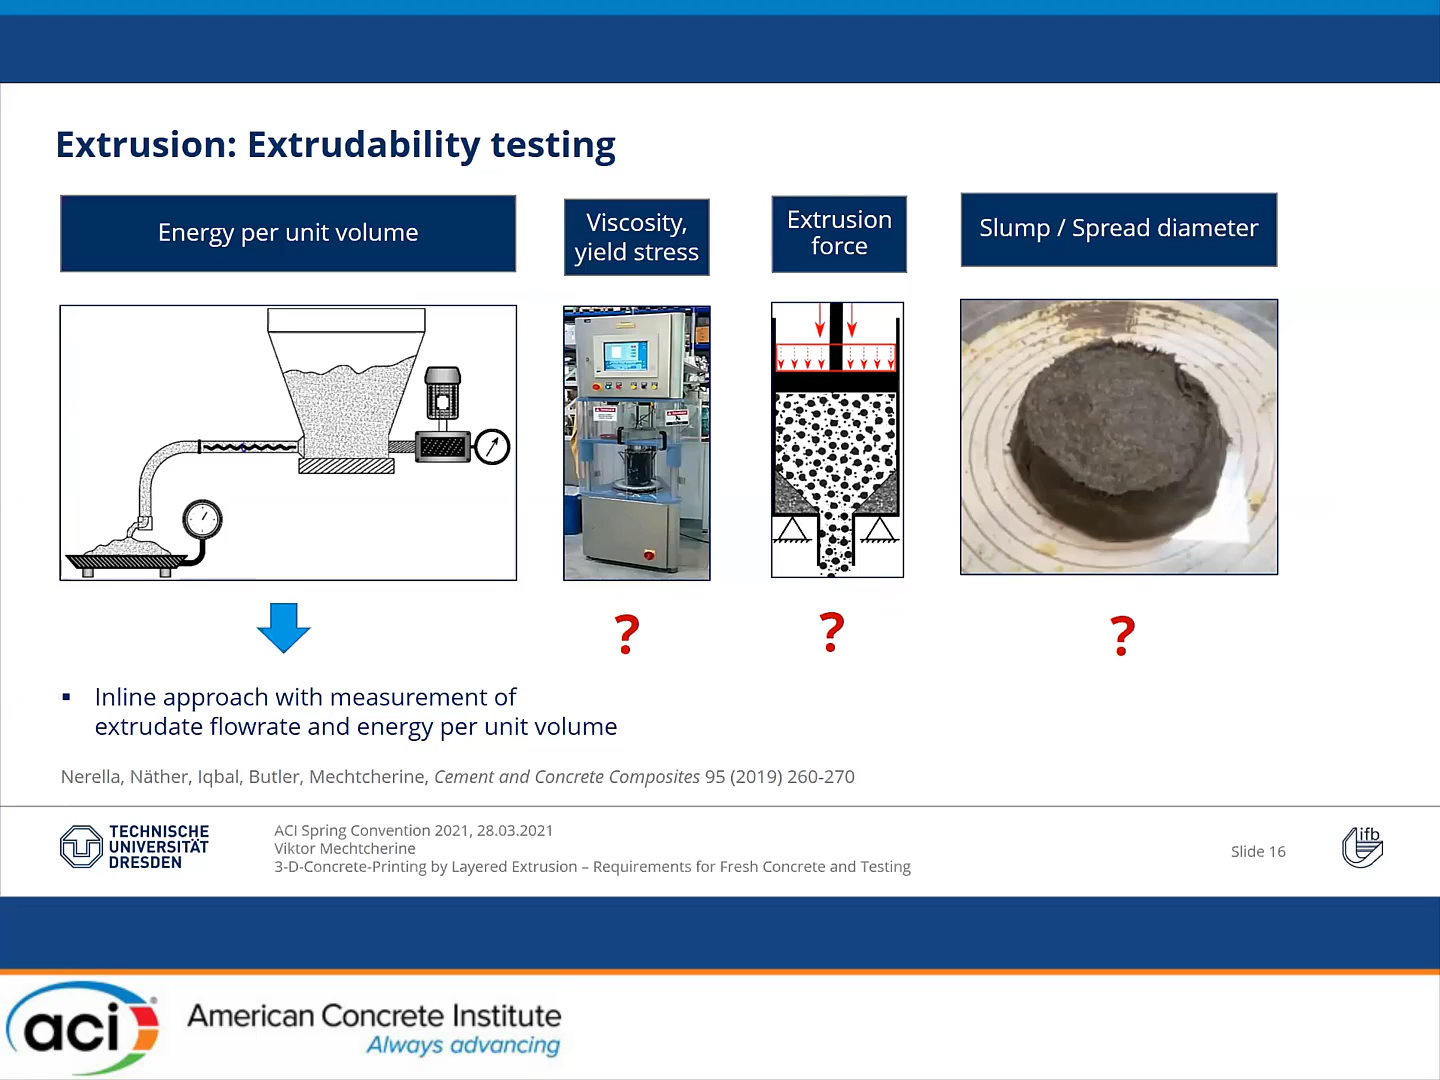 Extrusion: Extrudability testing
Energy per unit volume
Viscosity,
yield stress
Extrusion
force
Slump / Spread diameter
?
?
?
▪ Inline approach with measurement of
extrudate flowrate and energy per unit volume
Nerella, Näther, Iqbal, Butler, Mechtcherine, Cement and Concrete Composites 95 (2019) 260-270
TECHNISCHE
UNIVERSITÄT
DRESDEN
ACI Spring Convention 2021, 28.03.2021
Viktor Mechtcherine
3-D-Concrete-Printing by Layered Extrusion – Requirements for Fresh Concrete and Testing
Slide 16
ifb
aci®
American Concrete Institute
Always advancing